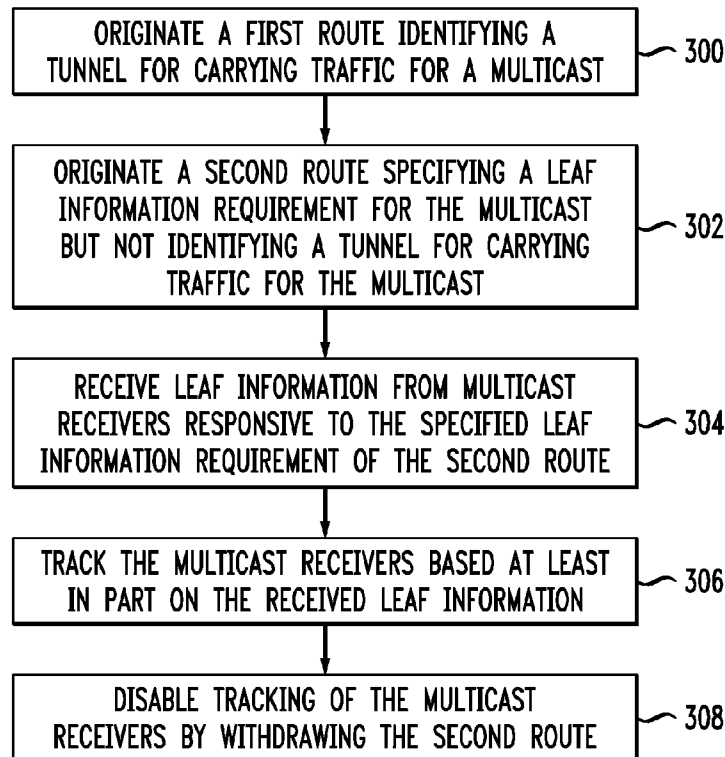 ORIGINATE A FIRST ROUTE IDENTIFYING A
TUNNEL FOR CARRYING TRAFFIC FOR A MULTICAST
300
ORIGINATE A SECOND ROUTE SPECIFYING A LEAF
INFORMATION REQUIREMENT FOR THE MULTICAST
BUT NOT IDENTIFYING A TUNNEL FOR CARRYING
TRAFFIC FOR THE MULTICAST
302
RECEIVE LEAF INFORMATION FROM MULTICAST
RECEIVERS RESPONSIVE TO THE SPECIFIED LEAF
INFORMATION REQUIREMENT OF THE SECOND ROUTE
304
TRACK THE MULTICAST RECEIVERS BASED AT LEAST
IN PART ON THE RECEIVED LEAF INFORMATION
306
DISABLE TRACKING OF THE MULTICAST
RECEIVERS BY WITHDRAWING THE SECOND ROUTE
308